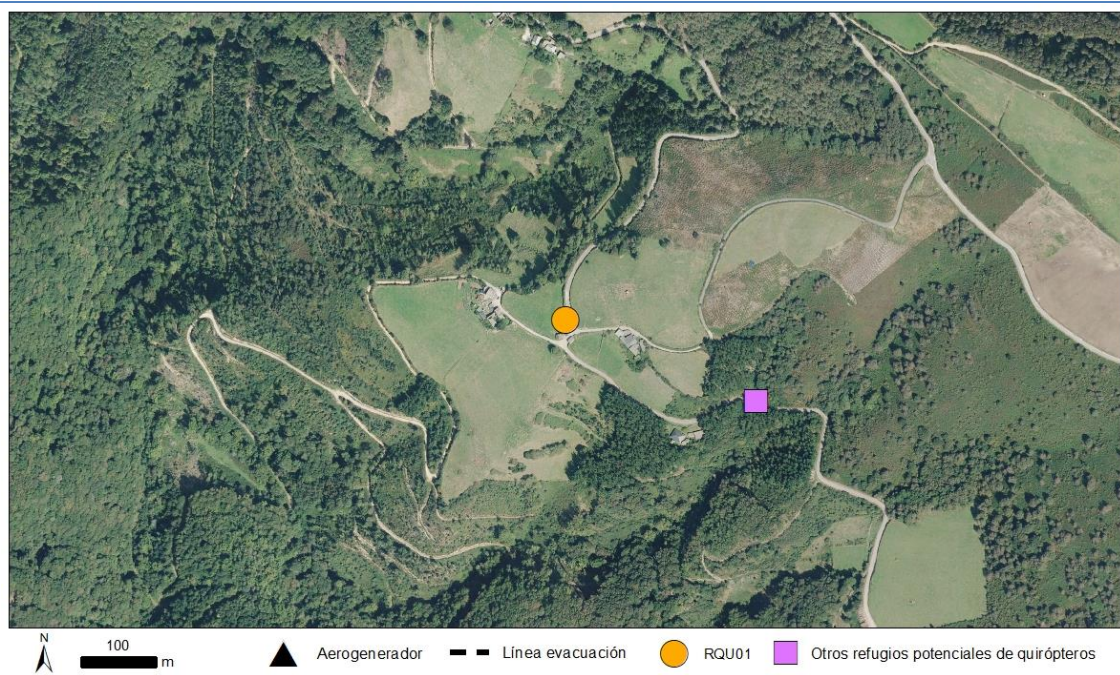 N
100
m
Aerogenerador
Línea evacuación
RQU01
Otros refugios potenciales de quirópteros